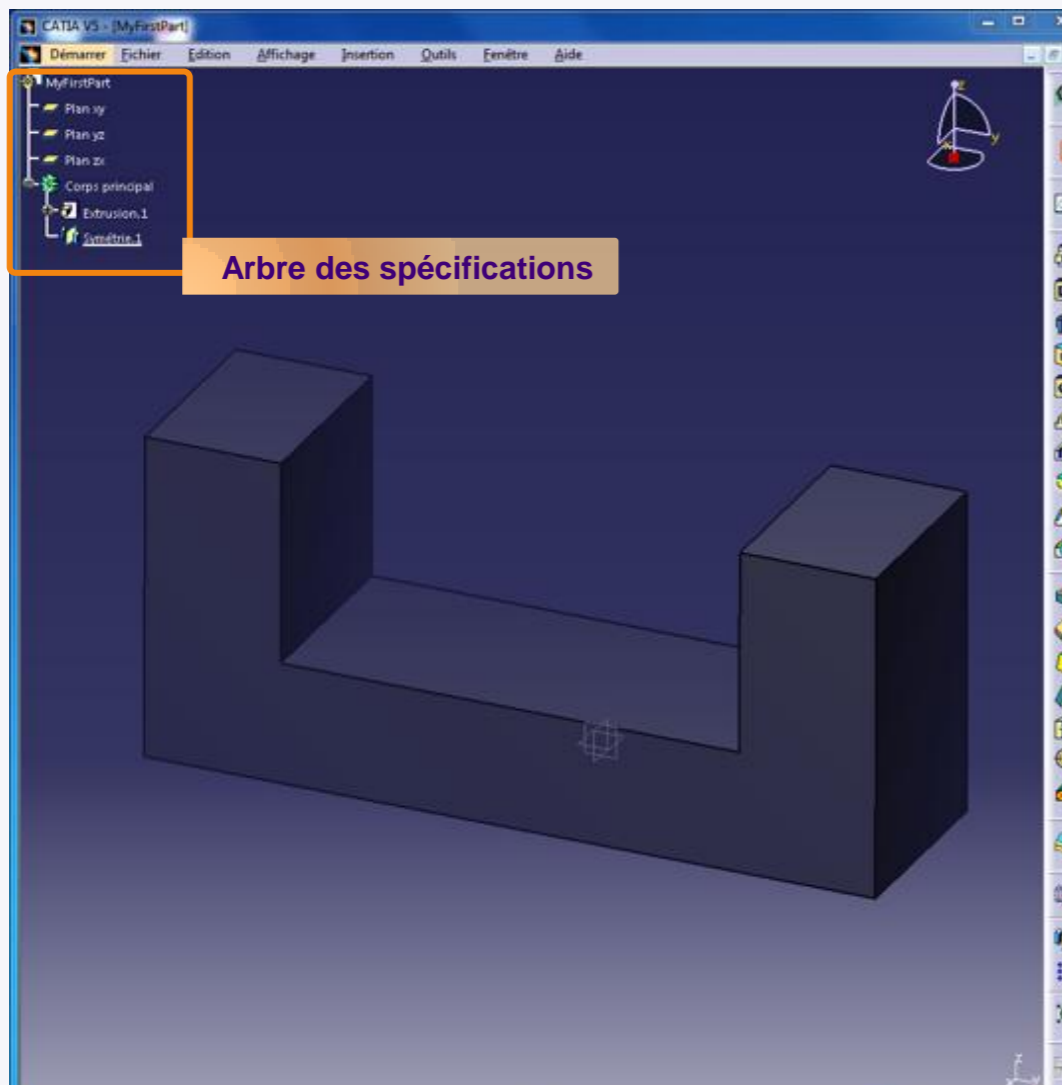 CATIA V5 - [MyFirstPart]
Démarrer Fichier Edition Affichage Insertion Outils Fenêtre Aide
MyFirstPart
Plan xy
Plan yz
Plan zx
Corps principal
Extrusion.1
Symétrie.1
Arbre des spécifications
z
y
x